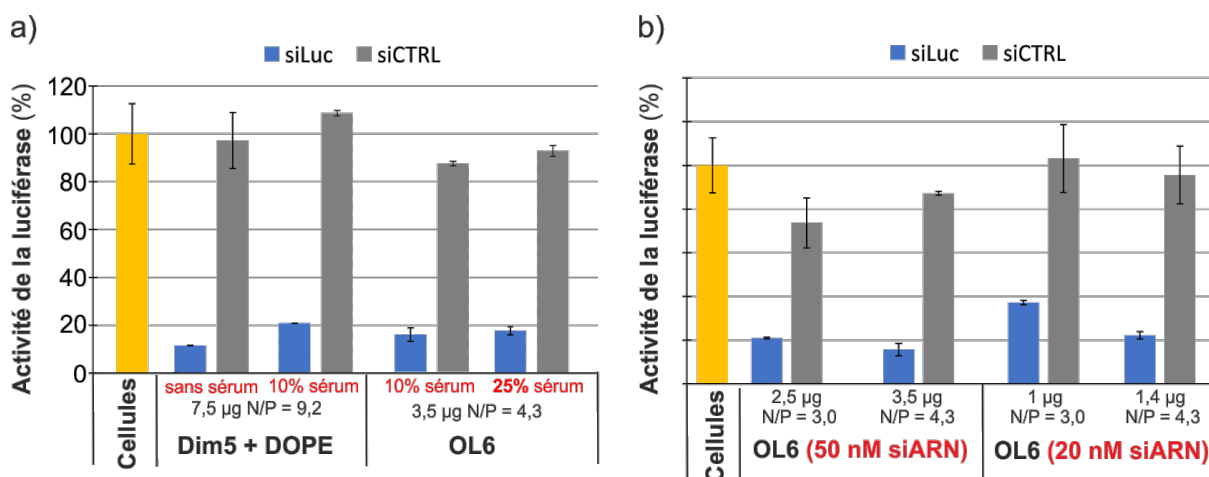 a)
siLuc siCTRL
Activité de la luciférase (%)
120
100
80
60
40
20
0
Cellules
sans sérum 10% sérum 10% sérum 25% sérum
7,5 µg N/P = 9,2 3,5 µg N/P = 4,3
Dim5 + DOPE OL6
b)
siLuc siCTRL
Activité de la luciférase (%)
Cellules
2,5 µg 3,5 µg 1 µg 1,4 µg
N/P = 3,0 N/P = 4,3 N/P = 3,0 N/P = 4,3
OL6 (50 nM siARN) OL6 (20 nM siARN)